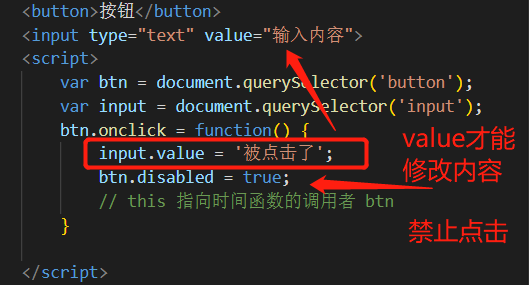 <button>按钮</button>
<input type="text" value="输入内容">
<script>
var btn = document.querySelector('button');
var input = document.querySelector('input');
btn.onclick = function() {
input.value = '被点击了';
value才能
修改内容
btn.disabled = true;
// this 指向时间函数的调用者 btn
禁止点击
}
</script>